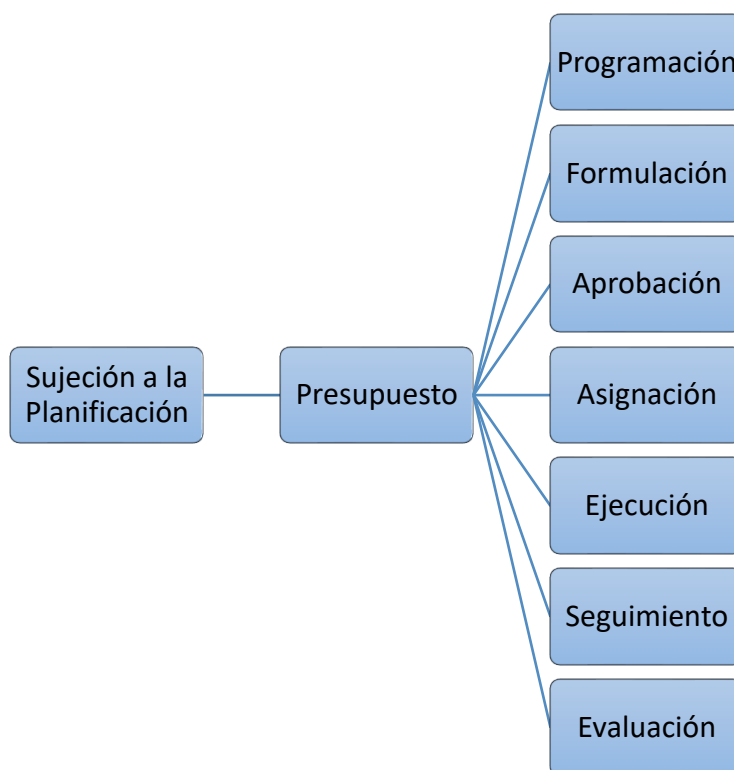 Sujeción a la
Planificación
Presupuesto
Programación
Formulación
Aprobación
Asignación
Ejecución
Seguimiento
Evaluación